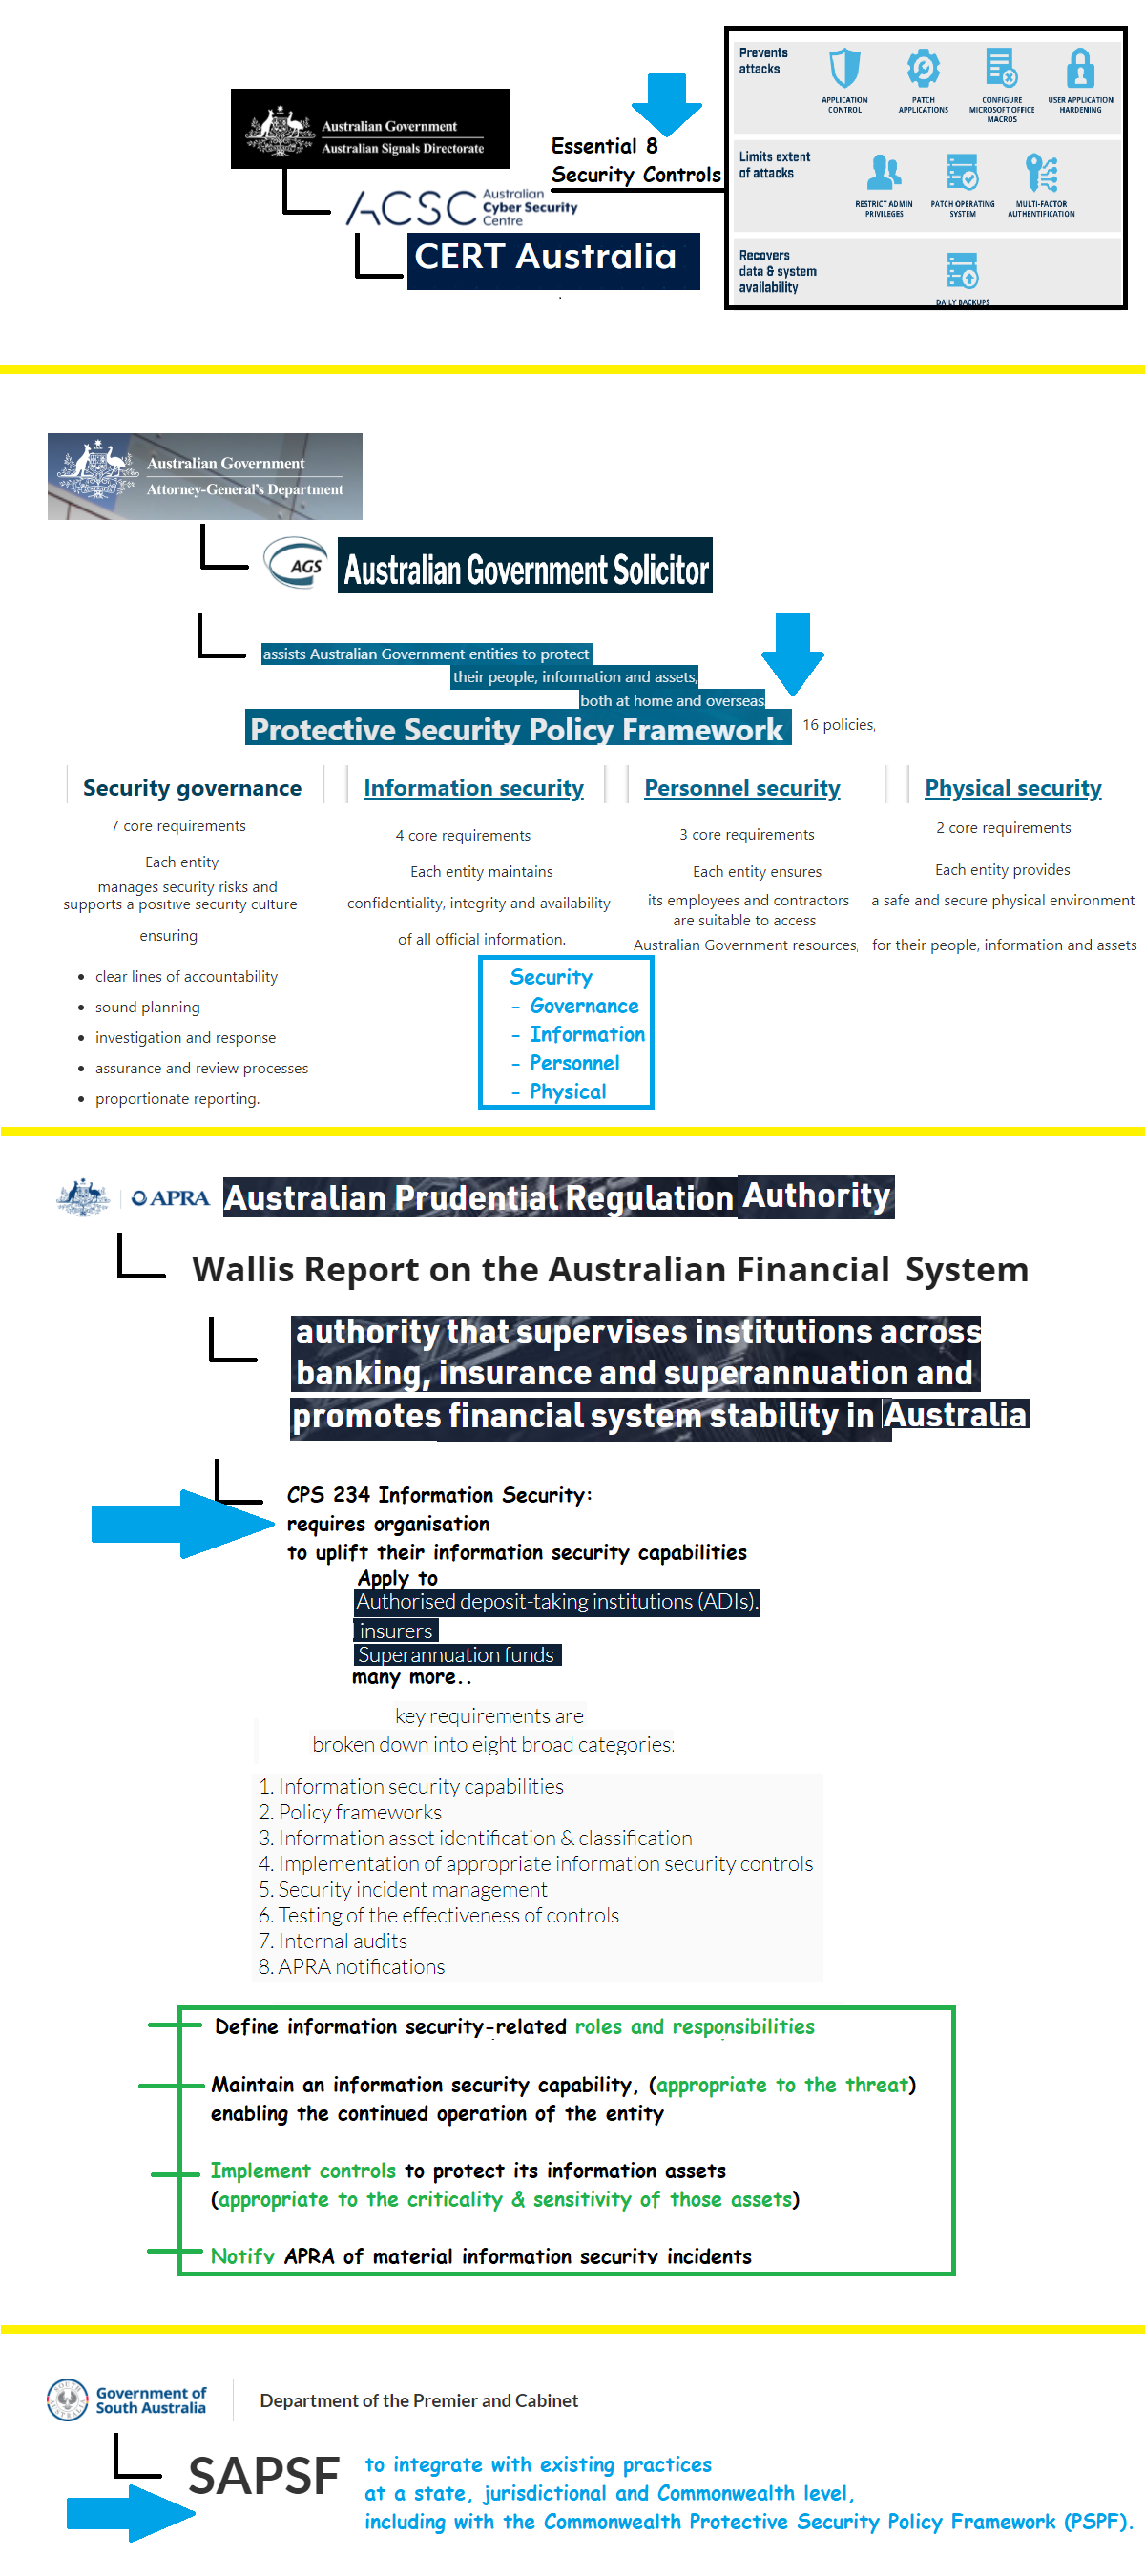 Australian Government
Australian Signals Directorate
ACSC Australian Cyber Security Centre
CERT Australia
Essential 8
Security Controls
Prevents
attacks
APPLICATION
CONTROL
PATCH
APPLICATIONS
CONFIGURE
MICROSOFT OFFICE
MACROS
USER APPLICATION
HARDENING
Limits extent
of attacks
RESTRICT ADMIN
PRIVILEGES
PATCH OPERATING
SYSTEM
MULTI-FACTOR
AUTHENTIFICATION
Recovers
data & system
availability
DAILY BACKUPS
Australian Government
Attorney-General's Department
AGS
Australian Government Solicitor
assists Australian Government entities to protect
their people, information and assets,
both at home and overseas
Protective Security Policy Framework
16 policies,
Security governance
7 core requirements
Each entity
manages security risks and
supports a positive security culture
ensuring
• clear lines of accountability
• sound planning
• investigation and response
• assurance and review processes
• proportionate reporting.
Information security
4 core requirements
Each entity maintains
confidentiality, integrity and availability
of all official information.
Personnel security
3 core requirements
Each entity ensures
its employees and contractors
are suitable to access
Australian Government resources,
Physical security
2 core requirements
Each entity provides
a safe and secure physical environment
for their people, information and assets
Security
- Governance
- Information
- Personnel
- Physical
APRA
Australian Prudential Regulation Authority
Wallis Report on the Australian Financial System
authority that supervises institutions across
banking, insurance and superannuation and
promotes financial system stability in Australia
CPS 234 Information Security:
requires organisation
to uplift their information security capabilities
Apply to
Authorised deposit-taking institutions (ADIs).
insurers
Superannuation funds
many more..
key requirements are
broken down into eight broad categories:
1. Information security capabilities
2. Policy frameworks
3. Information asset identification & classification
4. Implementation of appropriate information security controls
5. Security incident management
6. Testing of the effectiveness of controls
7. Internal audits
8. APRA notifications
Define information security-related roles and responsibilities
Maintain an information security capability, (appropriate to the threat)
enabling the continued operation of the entity
Implement controls to protect its information assets
(appropriate to the criticality & sensitivity of those assets)
Notify APRA of material information security incidents
Government of
South Australia
Department of the Premier and Cabinet
SAPSF
to integrate with existing practices
at a state, jurisdictional and Commonwealth level,
including with the Commonwealth Protective Security Policy Framework (PSPF).